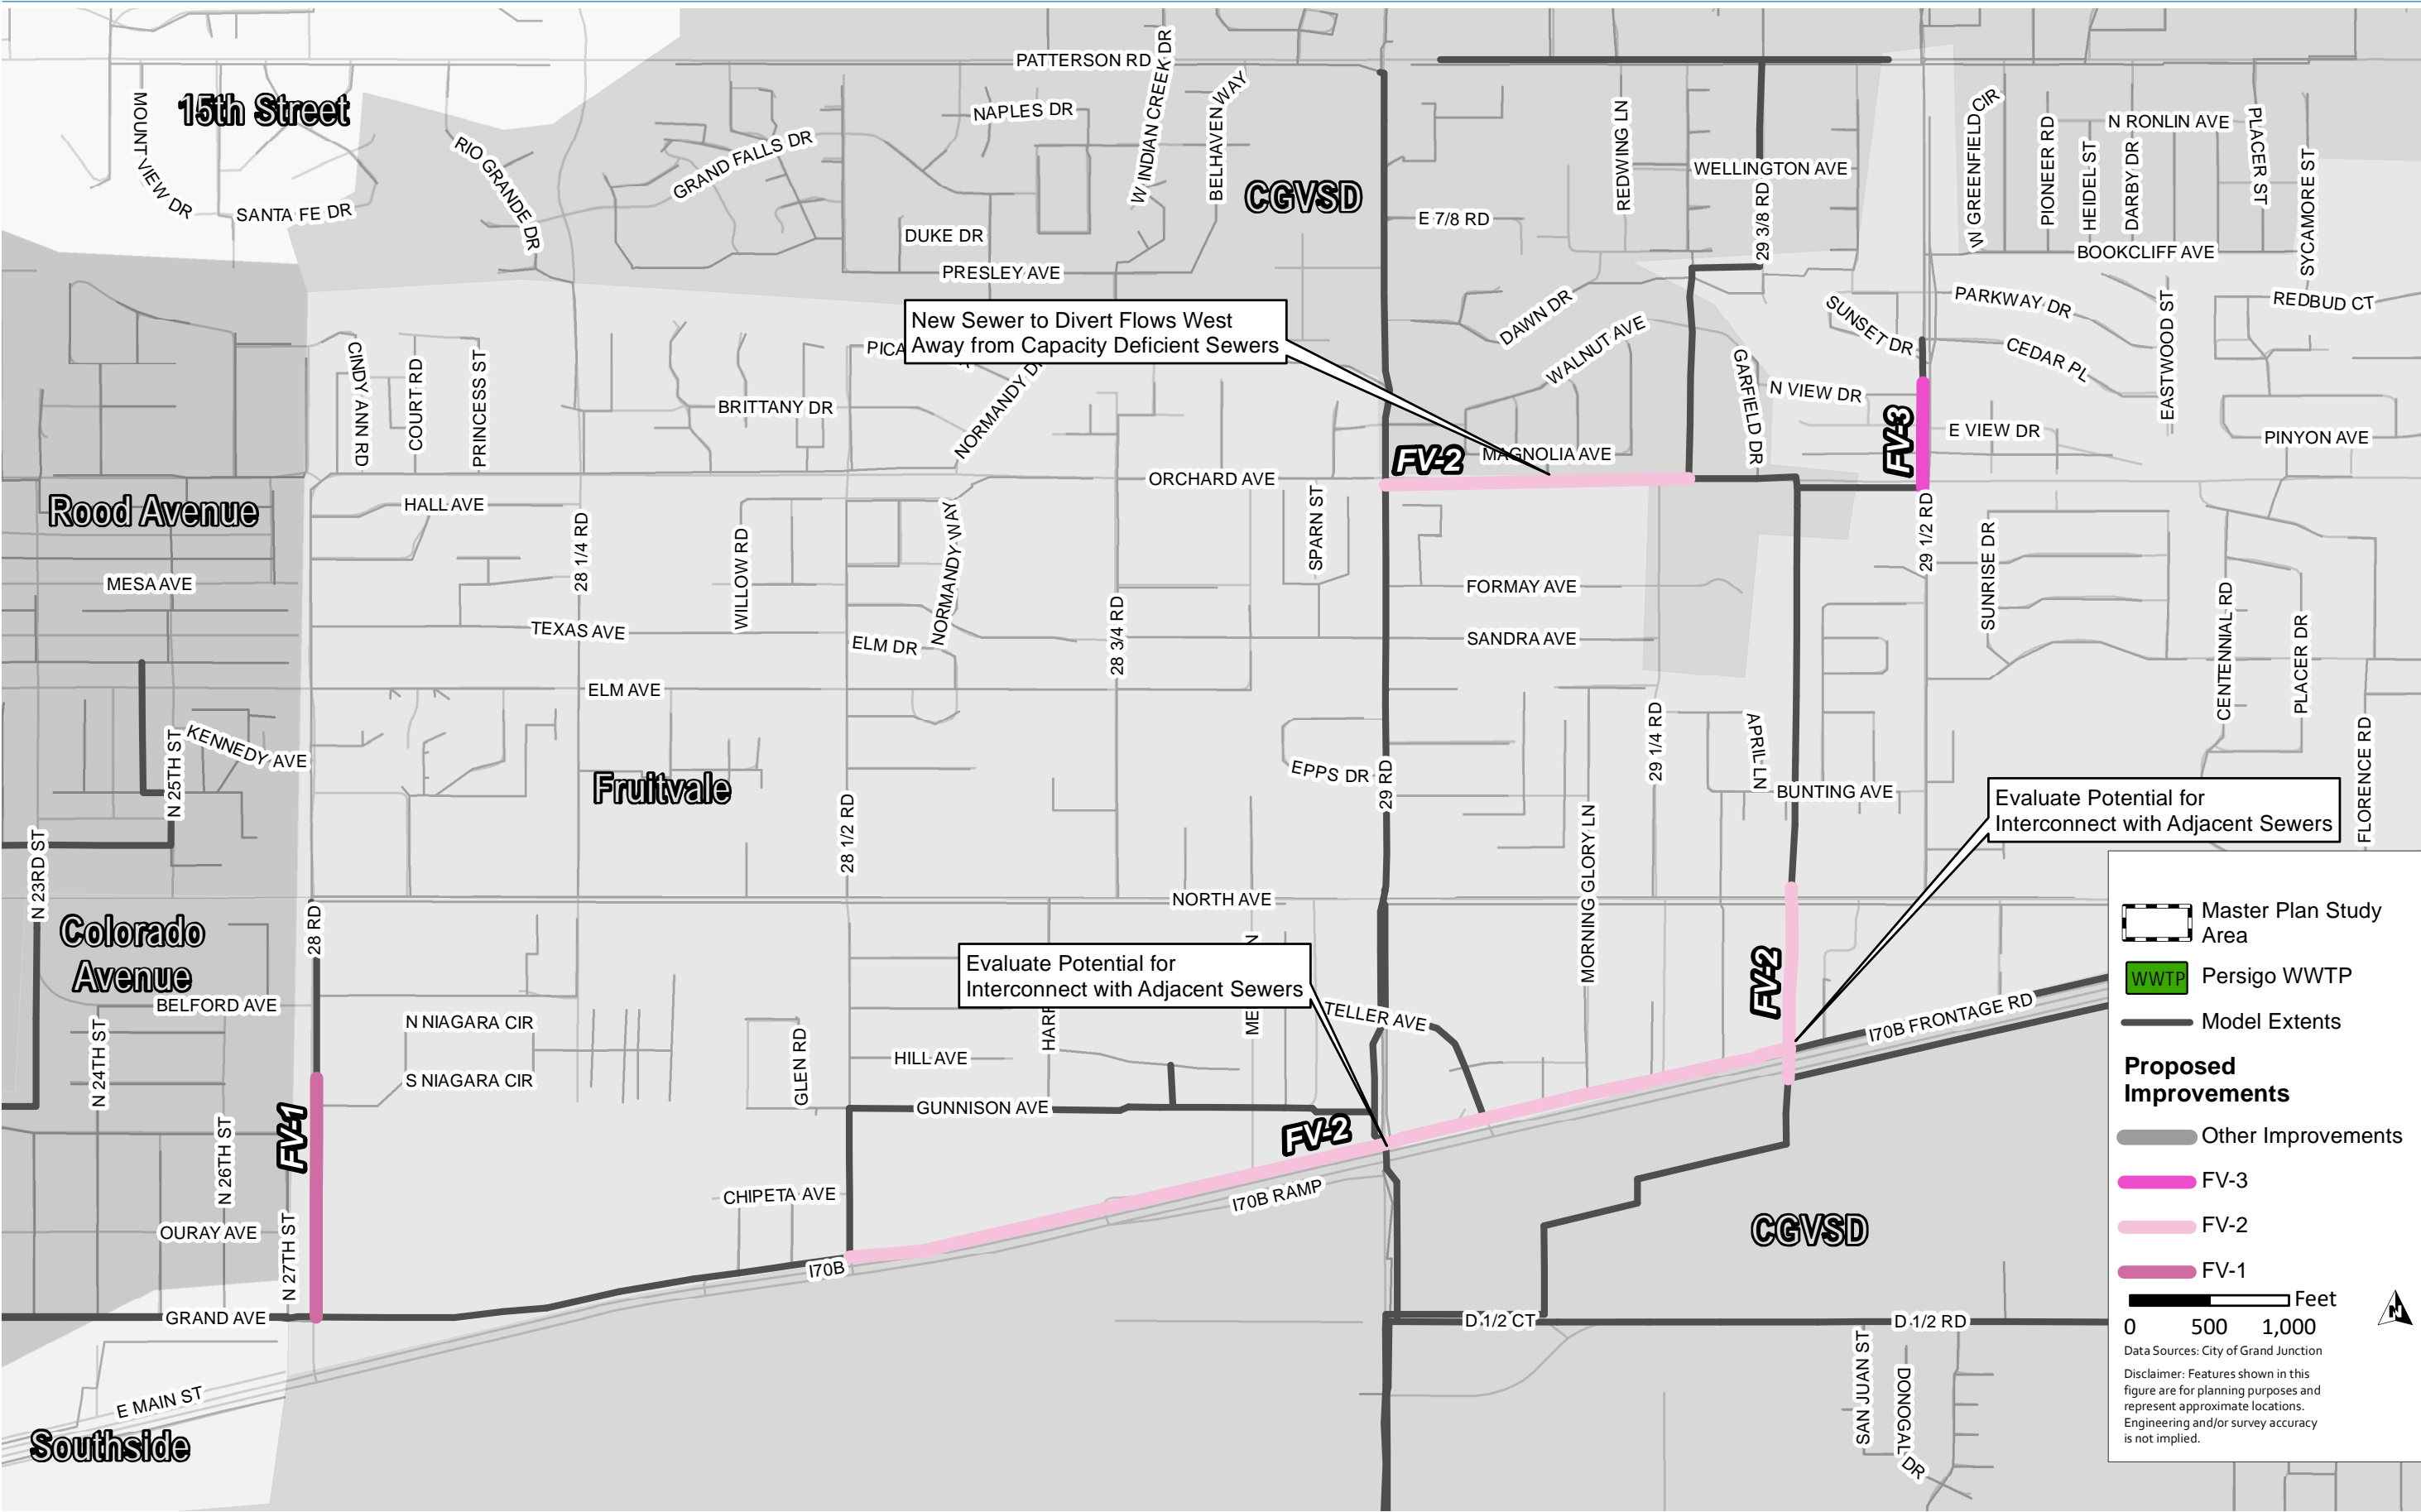 PATTERSON RD
15th Street
MOUNT VIEW DR
SANTA FE DR
RIO GRANDE DR
GRAND FALLS DR
NAPLES DR
W INDIAN CREEK DR
BELHAVEN WAY
DUKE DR
PRESLEY AVE
CGVSD
E 7/8 RD
REDWING LN
WELLINGTON AVE
29 3/8 RD
W GREENFIELD CIR
PIONEER RD
HEIDEL ST
N RONLIN AVE
DARBY DR
PLACER ST
SYCAMORE ST
BOOKCLIFF AVE
PARKWAY DR
REDBUD CT
SUNSET DR
CEDAR PL
EASTWOOD ST
New Sewer to Divert Flows West
Away from Capacity Deficient Sewers
DAWN DR
WALNUT AVE
GARFIELD DR
N VIEW DR
FV-3
E VIEW DR
PINYON AVE
CINDY ANN RD
COURT RD
PRINCESS ST
BRITTANY DR
NORMANDY DR
FV-2
MAGNOLIA AVE
ORCHARD AVE
Rood Avenue
HALL AVE
28 1/4 RD
WILLOW RD
NORMANDY WAY
SPARN ST
29 1/2 RD
SUNRISE DR
MESA AVE
FORMAY AVE
TEXAS AVE
ELM DR
28 3/4 RD
SANDRA AVE
CENTENNIAL RD
PLACER DR
ELM AVE
KENNEDY AVE
N 25TH ST
Fruitvale
EPPS DR
29 RD
29 1/4 RD
APRIL LN
BUNTING AVE
FLORENCE RD
28 1/2 RD
MORNING GLORY LN
Evaluate Potential for
Interconnect with Adjacent Sewers
N 23RD ST
NORTH AVE
Colorado
Avenue
28 RD
BELFORD AVE
N 24TH ST
N NIAGARA CIR
S NIAGARA CIR
GLEN RD
HILL AVE
Evaluate Potential for
Interconnect with Adjacent Sewers
TELLER AVE
FV-2
I70B FRONTAGE RD
FV-1
N 26TH ST
GUNNISON AVE
FV-2
CHIPETA AVE
I70B RAMP
OURAY AVE
N 27TH ST
I70B
CGVSD
GRAND AVE
D 1/2 CT
D 1/2 RD
SAN JUAN ST
DONOGAL DR
E MAIN ST
Southside
Master Plan Study
Area
WWTP
Persigo WWTP
Model Extents
Proposed
Improvements
Other Improvements
FV-3
FV-2
FV-1
Feet
0 500 1,000
N
Data Sources: City of Grand Junction
Disclaimer: Features shown in this
figure are for planning purposes and
represent approximate locations.
Engineering and/or survey accuracy
is not implied.